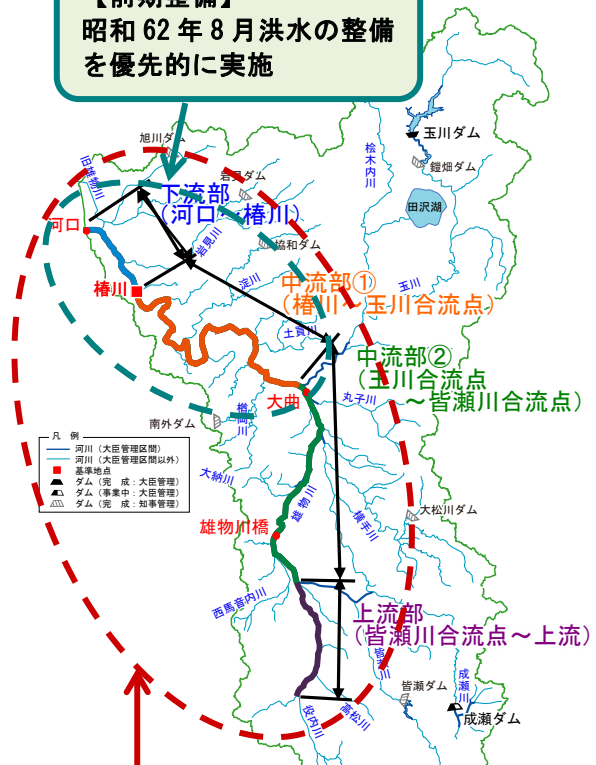 【前期整備】
昭和62年8月洪水の整備
を優先的に実施
玉川ダム
旭川ダム
桧木内川
鎧畑ダム
旧雄物川
岩見ダム
下流部
（河口～椿川）
田沢湖
河口
岩見川
協和ダム
椿川
淀川
中流部①
（椿川～玉川合流点）
玉川
土買川
中流部②
（玉川合流点
～皆瀬川合流点）
丸子川
大曲
南外ダム
楢岡川
凡 例
河川（大臣管理区間）
河川（大臣管理区間以外）
基準地点
ダム（完 成：大臣管理）
ダム（事業中：大臣管理）
ダム（完 成：知事管理）
大納川
雄物川
横手川
大松川ダム
雄物川橋
西馬音内川
上流部
（皆瀬川合流点～上流）
皆瀬川
皆瀬ダム
成瀬川
成瀬ダム
役内川
高松川